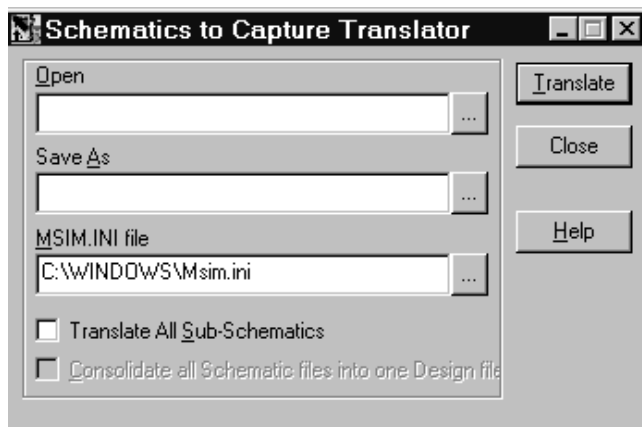 Schematics to Capture Translator
Open
...
Translate
Save As
...
Close
MSIM.INI file
C:\WINDOWS\Msim.ini
...
Help
Translate All Sub-Schematics
Consolidate all Schematic files into one Design file